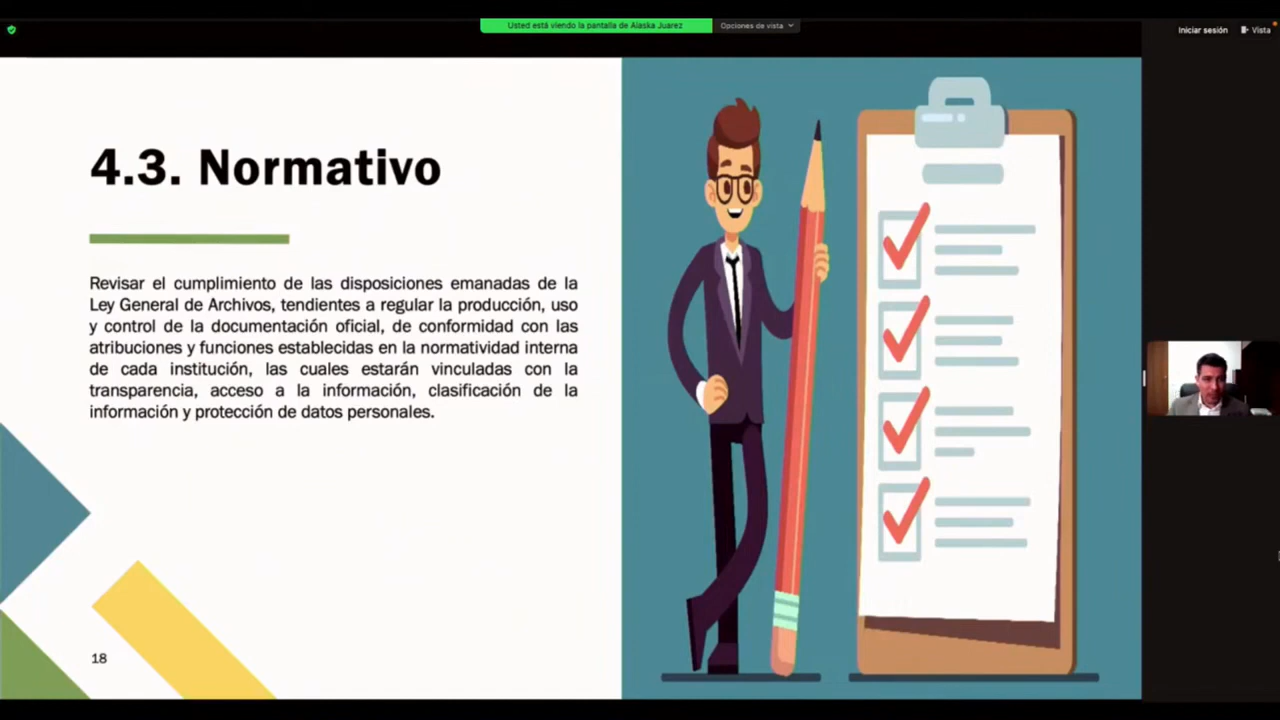 Usted está viendo la pantalla de Alaska Juarez
Opciones de vista
Iniciar sesión
Vista
4.3. Normativo
Revisar el cumplimiento de las disposiciones emanadas de la
Ley General de Archivos, tendientes a regular la producción, uso
y control de la documentación oficial, de conformidad con las
atribuciones y funciones establecidas en la normatividad interna
de cada institución, las cuales estarán vinculadas con la
transparencia, acceso a la información, clasificación de la
información y protección de datos personales.
18